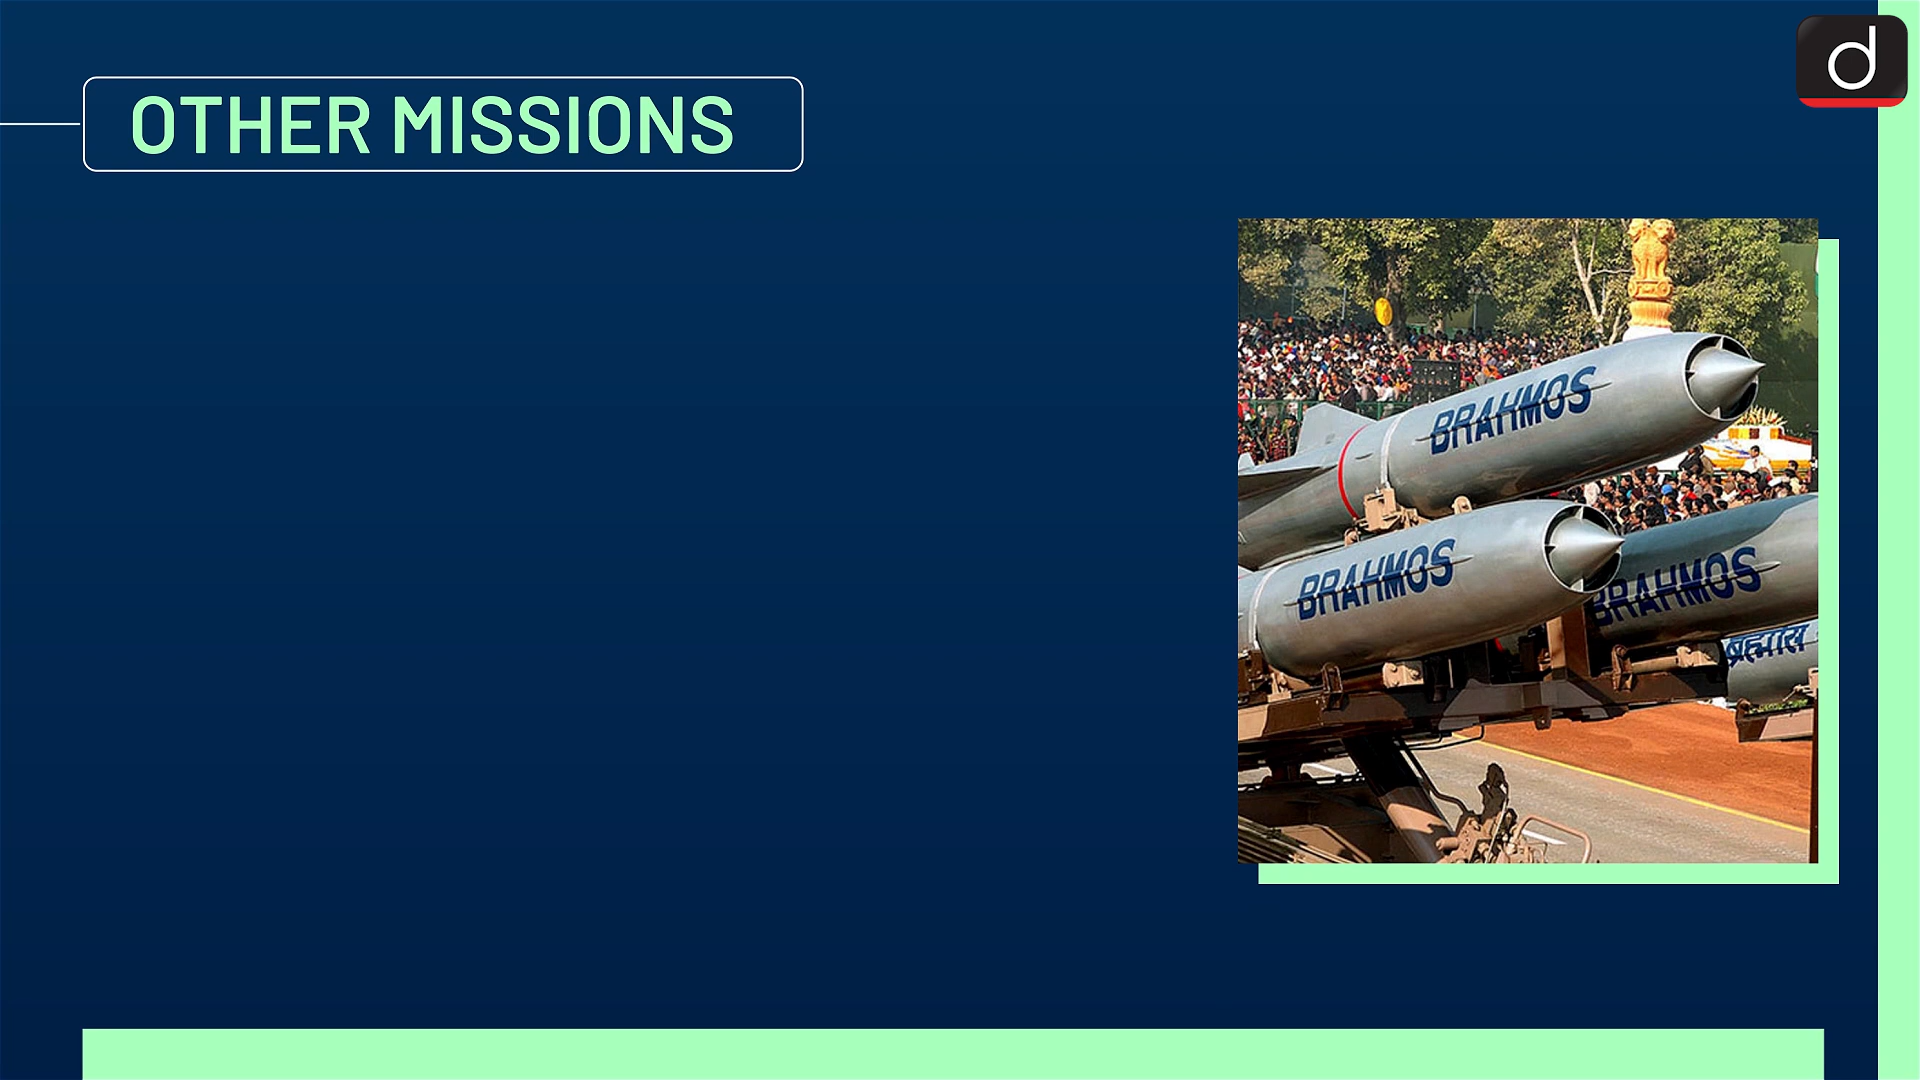 OTHER MISSIONS
d
BRAHMOS
BRAHMOS
BRAHMOS
ब्रह्मोस